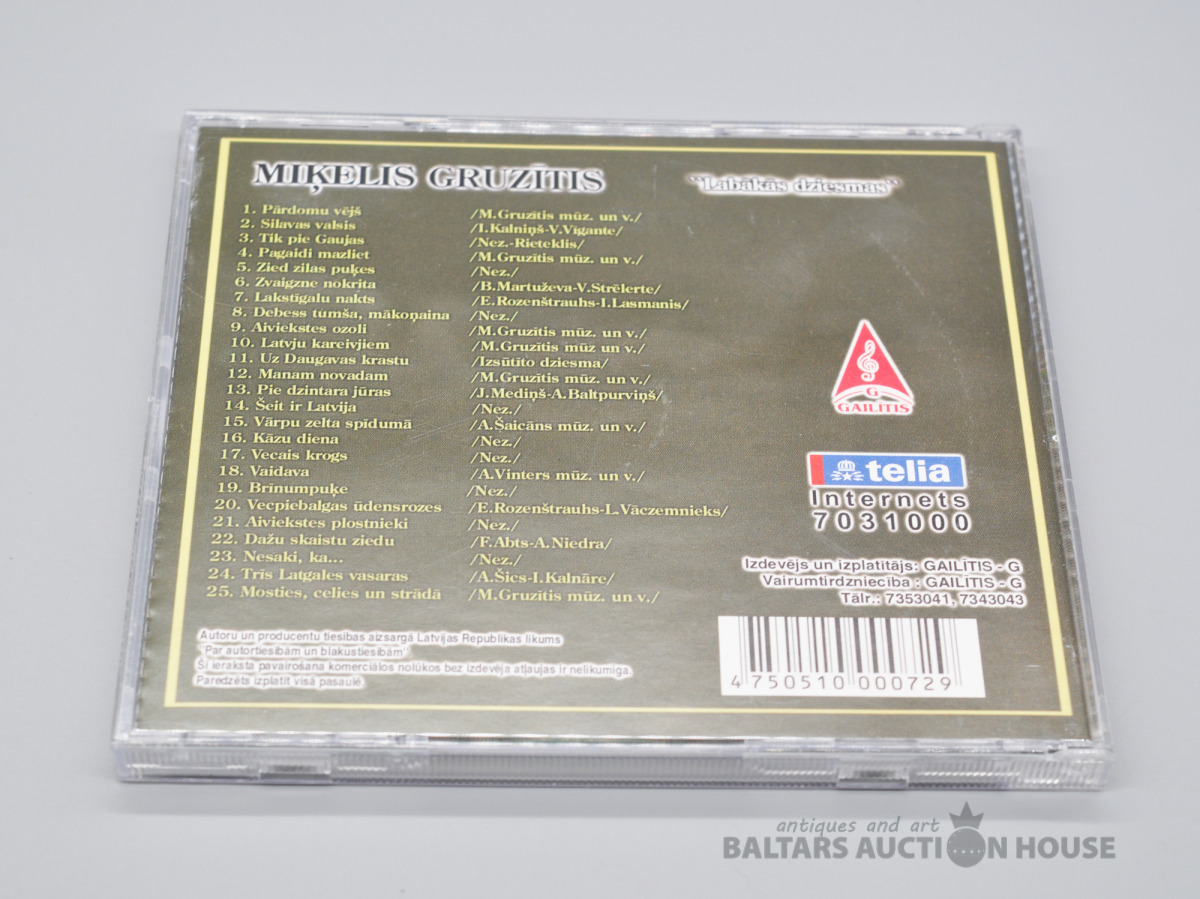 MIĶELIS GRUZĪTIS
"Labākās dziesmas"
1. Pārdomu vējš /M.Gruzītis mūz. un v./
2. Silavas valsis /I.Kalniņš-V.Vīgante/
3. Tik pie Gaujas /Nez.-Rieteklis/
4. Pagaidi mazliet /M.Gruzītis mūz. un v./
5. Zied zilas puķes /Nez./
6. Zvaigzne nokrita /B.Martuževa-V.Strēlerte/
7. Lakstīgalu nakts /E.Rozenštrauhs-I.Lasmanis/
8. Debess tumša, mākoņaina /Nez./
9. Aiviekstes ozoli /M.Gruzītis mūz. un v./
10. Latvju kareivjiem /M.Gruzītis mūz un v./
11. Uz Daugavas krastu /Izsūtīto dziesma/
12. Manam novadam /M.Gruzītis mūz. un v./
13. Pie dzintara jūras /J.Mediņš-A.Baltpurviņš/
14. Šeit ir Latvija /Nez./
15. Vārpu zelta spīdumā /A.Šaicāns mūz. un v./
16. Kāzu diena /Nez./
17. Vecais krogs /Nez./
18. Vaidava /A.Vinters mūz. un v./
19. Brīnumpuķe /Nez./
20. Vecpiebalgas ūdensrozes /E.Rozenštrauhs-L.Vāczemnieks/
21. Aiviekstes plostnieki /Nez./
22. Dažu skaistu ziedu /F.Abts-A.Niedra/
23. Nesaki, ka... /Nez./
24. Trīs Latgales vasaras /A.Šics-I.Kalnāre/
25. Mosties, celies un strādā /M.Gruzītis mūz. un v./
G
GAILITIS
telia
Internets
7031000
Izdevējs un izplatītājs: GAILĪTIS - G
Vairumtirdzniecība : GAILĪTIS - G
Tālr.: 7353041, 7343043
Autoru un producentu tiesības aizsargā Latvijas Republikas likums
"Par autortiesībām un blakustiesībām"
Šī ieraksta pavairošana komerciālos nolūkos bez izdevēja atļaujas ir nelikumīga.
Paredzēts izplatīt visā pasaulē.
4 750510 000729
antiques and art
BALTARS AUCTION HOUSE